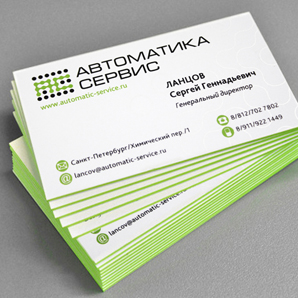 АВТОМАТИКА
СЕРВИС
www.automatic-service.ru
ЛАНЦОВ
Сергей Геннадьевич
Генеральный директор
8/812/702 7802
8/911/922 1449
Санкт-Петербург/Химический пер./1
lancov@automatic-service.ru
lancov@automatic-service.ru